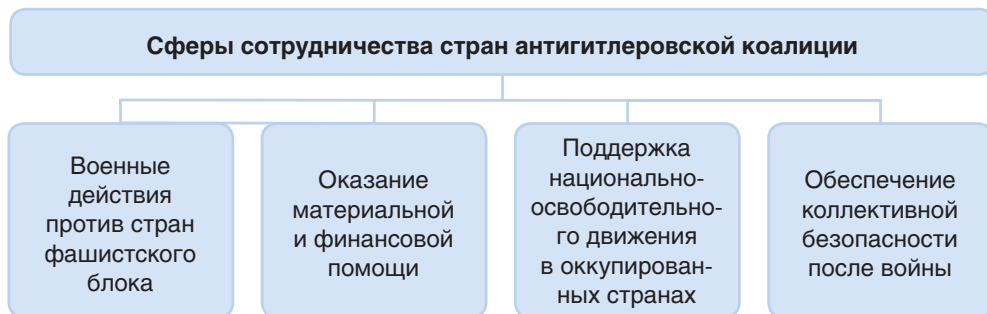 Сферы сотрудничества стран антигитлеровской коалиции
Военные
действия
против стран
фашистского
блока
Оказание
материальной
и финансовой
помощи
Поддержка
национально-
освободительно-
го движения
в оккупирован-
ных странах
Обеспечение
коллективной
безопасности
после войны